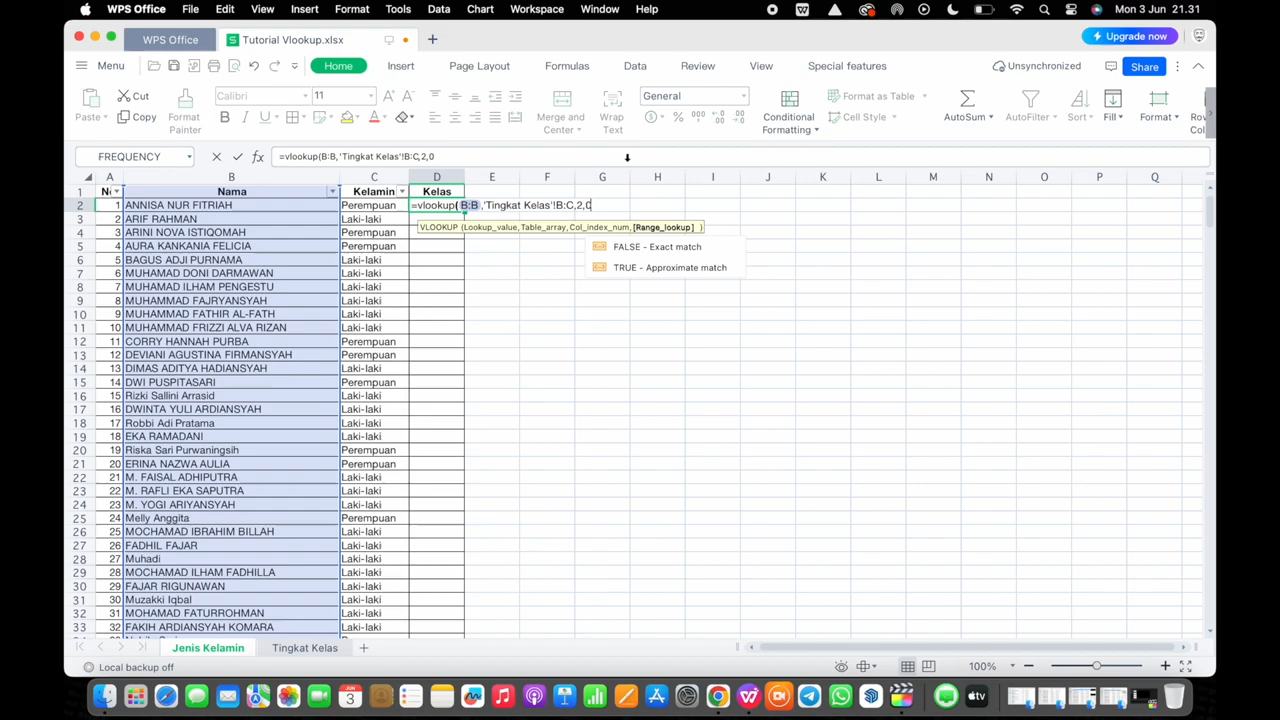 WPS Office File Edit View Insert Format Tools Data Chart Workspace Window Help Mon 3 Jun 21.31
WPS Office Tutorial Vlookup.xlsx Upgrade now
Menu Home Insert Page Layout Formulas Data Review View Special features Unsynchronized Share
Paste Cut Copy Format Painter Calibri 11 Merge and Center Wrap Text General Conditional Formatting Format as Table Cell Style AutoSum AutoFilter Sort Fill Format
FREQUENCY =vlookup(B:B,'Tingkat Kelas'!B:C,2,0
A B C D E F G H I J K L M N O P Q
1 Nama Kelamin Kelas
2 1 ANNISA NUR FITRIAH Perempuan =vlookup( B:B ,'Tingkat Kelas'!B:C,2,0
3 2 ARIF RAHMAN Laki-laki
VLOOKUP (Lookup_value,Table_array,Col_index_num,[Range_lookup] )
4 3 ARINI NOVA ISTIQOMAH Perempuan
5 4 AURA KANKANIA FELICIA Perempuan
FALSE - Exact match
6 5 BAGUS ADJI PURNAMA Laki-laki
TRUE - Approximate match
7 6 MUHAMAD DONI DARMAWAN Laki-laki
8 7 MUHAMAD ILHAM PENGESTU Laki-laki
9 8 MUHAMMAD FAJRYANSYAH Laki-laki
10 9 MUHAMMAD FATHIR AL-FATH Laki-laki
11 10 MUHAMMAD FRIZZI ALVA RIZAN Laki-laki
12 11 CORRY HANNAH PURBA Perempuan
13 12 DEVIANI AGUSTINA FIRMANSYAH Perempuan
14 13 DIMAS ADITYA HADIANSYAH Laki-laki
15 14 DWI PUSPITASARI Perempuan
16 15 Rizki Sallini Arrasid Laki-laki
17 16 DWINTA YULI ARDIANSYAH Laki-laki
18 17 Robbi Adi Pratama Laki-laki
19 18 EKA RAMADANI Laki-laki
20 19 Riska Sari Purwaningsih Perempuan
21 20 ERINA NAZWA AULIA Perempuan
22 21 M. FAISAL ADHIPUTRA Laki-laki
23 22 M. RAFLI EKA SAPUTRA Laki-laki
24 23 M. YOGI ARIYANSYAH Laki-laki
25 24 Melly Anggita Perempuan
26 25 MOCHAMAD IBRAHIM BILLAH Laki-laki
27 26 FADHIL FAJAR Laki-laki
28 27 Muhadi Laki-laki
29 28 MOCHAMAD ILHAM FADHILLA Laki-laki
30 29 FAJAR RIGUNAWAN Laki-laki
31 30 Muzakki Iqbal Laki-laki
32 31 MOHAMAD FATURROHMAN Laki-laki
33 32 FAKIH ARDIANSYAH KOMARA Laki-laki
Jenis Kelamin Tingkat Kelas
Local backup off 100%
JUN 3 tv